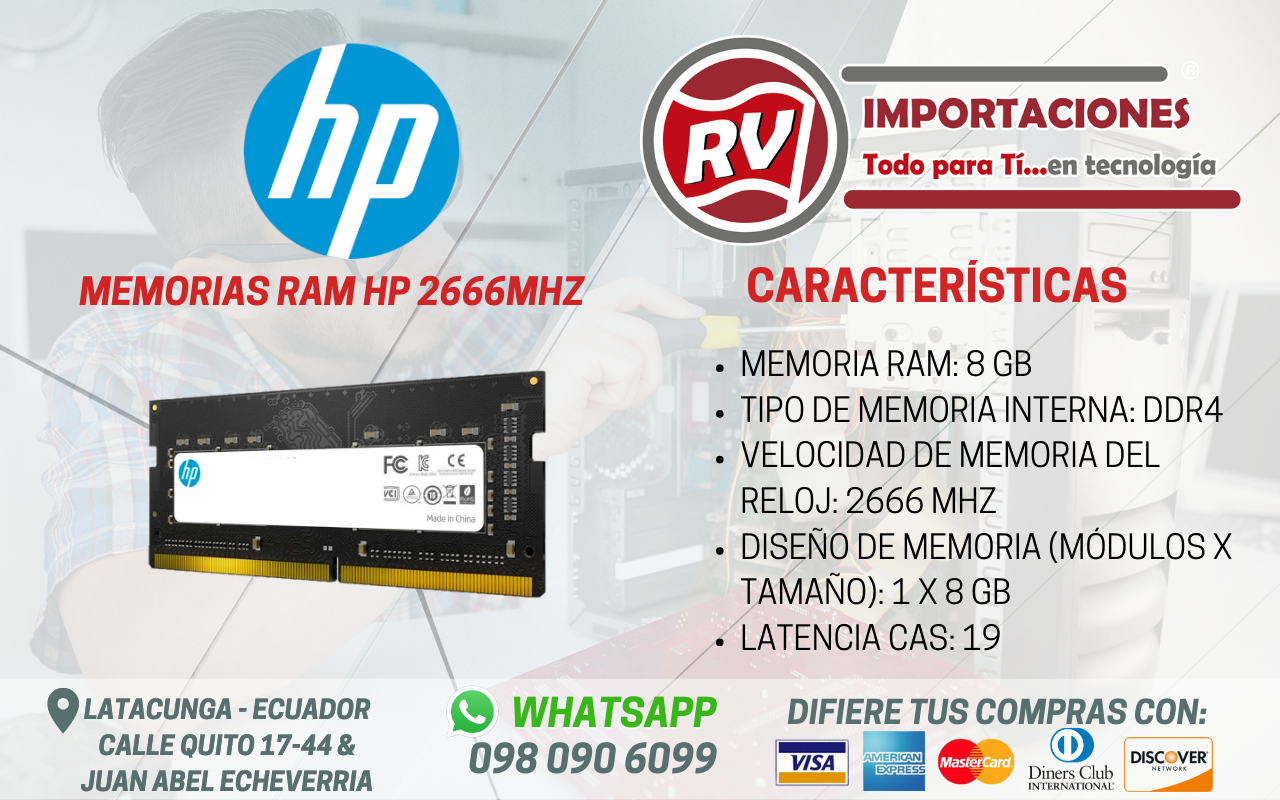 hp
RV
®
IMPORTACIONES
Todo para Tí...en tecnología
MEMORIAS RAM HP 2666MHZ
hp
FC
CE
VCI
Made in China
CARACTERÍSTICAS
• MEMORIA RAM: 8 GB
• TIPO DE MEMORIA INTERNA: DDR4
• VELOCIDAD DE MEMORIA DEL
RELOJ: 2666 MHZ
• DISEÑO DE MEMORIA (MÓDULOS X
TAMAÑO): 1 X 8 GB
• LATENCIA CAS: 19
LATACUNGA - ECUADOR
CALLE QUITO 17-44 &
JUAN ABEL ECHEVERRIA
WHATSAPP
098 090 6099
DIFIERE TUS COMPRAS CON:
VISA
AMERICAN
EXPRESS
MasterCard
Diners Club
INTERNATIONAL
DISCOVER
NETWORK